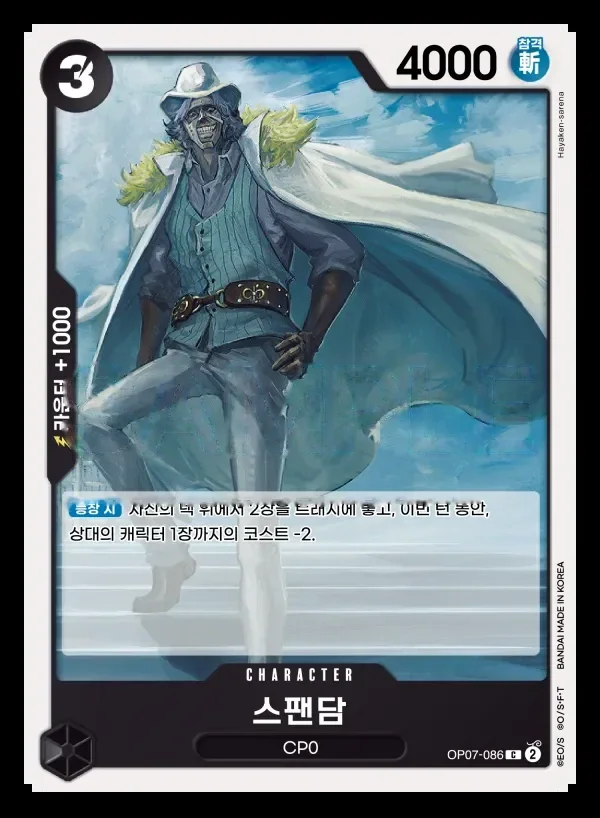 3
4000
참격
斬
Hayaken-sarena
카운터 +1000
등장 시 자신의 덱 위에서 2장을 트래시에 놓고, 이번 턴 동안,
상대의 캐릭터 1장까지의 코스트 -2.
CHARACTER
스팬담
CP0
OP07-086 C 2
©EO/S ©O/S·F·T BANDAI MADE IN KOREA